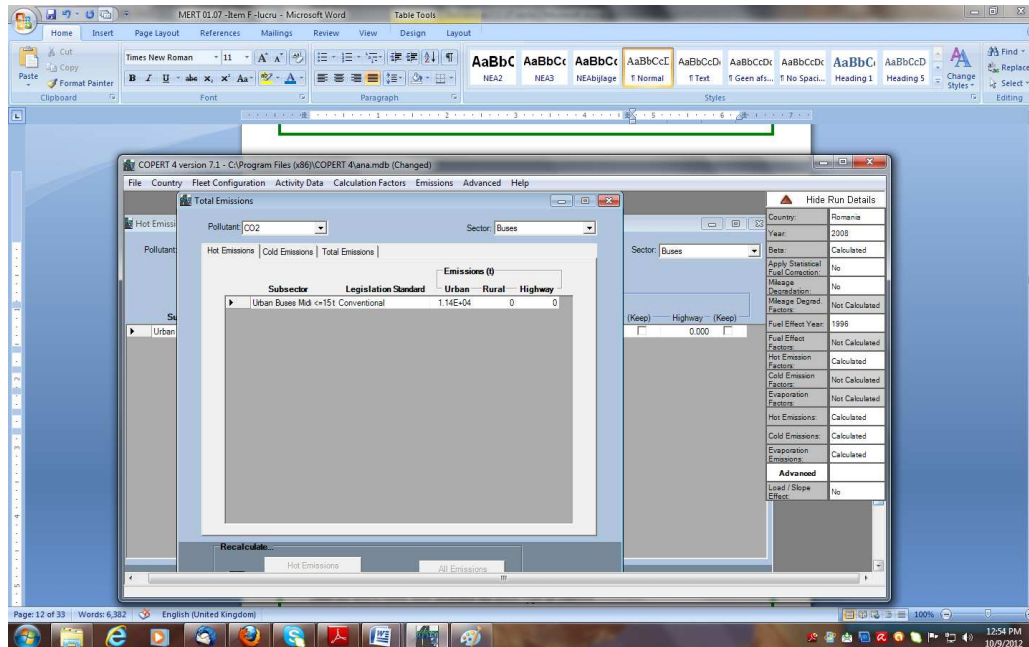 MERT 01.07 -Item F -lucru - Microsoft Word
Table Tools
Home Insert Page Layout References Mailings Review View Design Layout
Cut
Copy
Format Painter
Paste
Clipboard
Times New Roman 11
Font
Paragraph
AaBbC AaBbCc AaBbCc AaBbCcD AaBbCcDc AaBbCcDc AaBbCcDc AaBbCc AaBbCcD
NEA2 NEA3 NEAbijlage ¶ Normal ¶ Text ¶ Geen afs... ¶ No Spaci... Heading 1 Heading 5
Change Styles
Styles
Find
Replace
Select
Editing
COPERT 4 version 7.1 - C:\Program Files (x86)\COPERT 4\ana.mdb (Changed)
File Country Fleet Configuration Activity Data Calculation Factors Emissions Advanced Help
Hot Emissi
Pollutant:
Su
Urban
Total Emissions
Pollutant: CO2
Sector: Buses
Hot Emissions Cold Emissions Total Emissions
Emissions (t)
Subsector Legislation Standard Urban Rural Highway
Urban Buses Midi <=15 t Conventional 1.14E+04 0 0
Recalculate...
Hot Emissions All Emissions
Sector: Buses
(Keep) Highway (Keep)
0.000
Hide Run Details
Country: Romania
Year: 2008
Beta: Calculated
Apply Statistical Fuel Correction: No
Mileage Degradation: No
Mileage Degrad. Factors: Not Calculated
Fuel Effect Year: 1996
Fuel Effect Factors: Not Calculated
Hot Emission Factors: Calculated
Cold Emission Factors: Not Calculated
Evaporation Factors: Not Calculated
Hot Emissions: Calculated
Cold Emissions: Calculated
Evaporation Emissions: Calculated
Advanced
Load / Slope Effect: No
Page: 12 of 33 Words: 6,382 English (United Kingdom)
100%
12:54 PM
10/9/2012